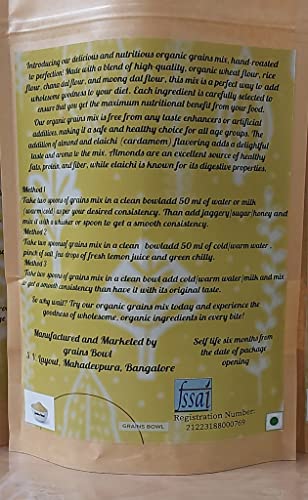 Introducing our delicious and nutritious organic grains mix, hand-roasted
to perfection! Made with a blend of high-quality, organic wheat flour, rice
flour, chana dal flour, and moong dal flour, this mix is a perfect way to add
wholesome goodness to your diet. Each ingredient is carefully selected to
ensure that you get the maximum nutritional benefit from your food.
Our organic grains mix is free from any taste enhancers or artificial
additives, making it a safe and healthy choice for all age groups. The
addition of almond and elaichi (cardamom) flavoring adds a delightful
taste and aroma to the mix. Almonds are an excellent source of healthy
fats, protein, and fiber, while elaichi is known for its digestive properties.
Method 1
Take two spoons of grains mix in a clean bowladd 50 ml of water or milk
(warm/cold) as per your desired consistency. Than add jaggery/sugar/honey and
mix it with a whisker or spoon to get a smooth consistency.
Method 2
Take two spoonsof grains mix in a clean bowladd 50 ml of cold/warm water .
pinch of salt few drops of fresh lemon juice and green chilly.
Method 3
Take two spoons of grains mix in a clean bowl add cold/warm water/milk and mix
to get a smooth consistency than have it with its original taste.
So why wait? Try our organic grains mix today and experience the
goodness of wholesome, organic ingredients in every bite!
Manufactured and Marketed by
grains Bowl
S V Layout, Mahadevpura, Bangalore
Self life six months from
the date of package
opening
fssai
Registration Number:
21223188000769
GRAINS BOWL